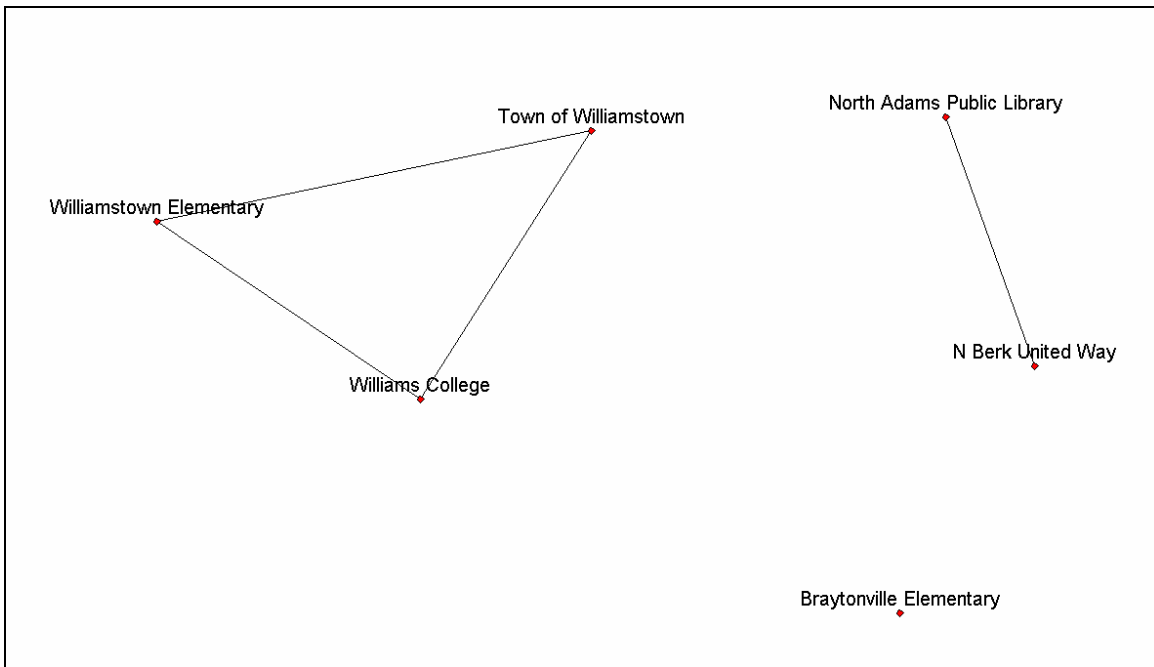 North Adams Public Library
Town of Williamstown
Williamstown Elementary
N Berk United Way
Williams College
Braytonville Elementary